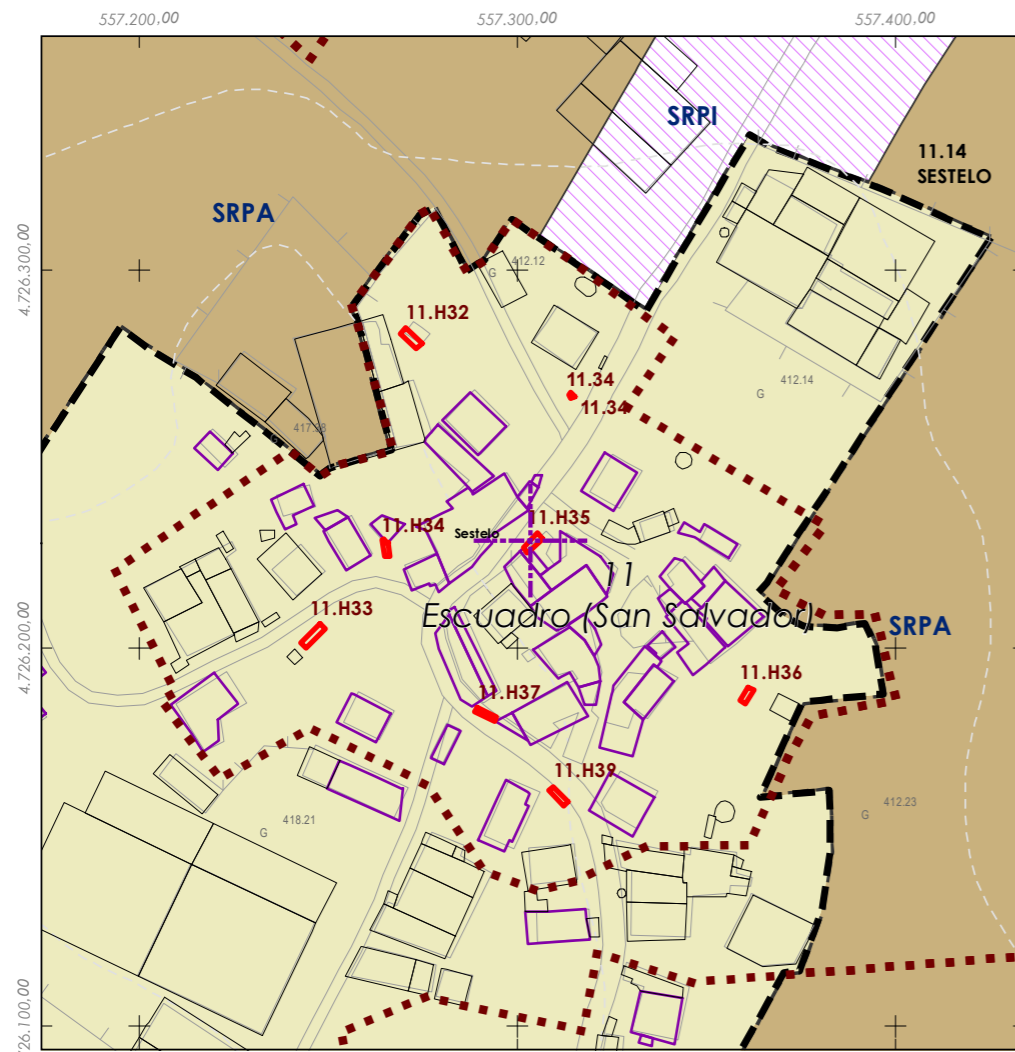 557.200,00
557.300,00
557.400,00
11.14
SESTELO
SRPI
SRPA
4.726.300,00
G
412.12
11.H32
11.34
11.34
412.14
G
417.28
G
11.H34
Sestelo
11.H35
11
Escuadro (San Salvador)
11.H33
4.726.200,00
SRPA
11.H36
11.H37
11.H39
412.23
G
418.21
G
726.100,00